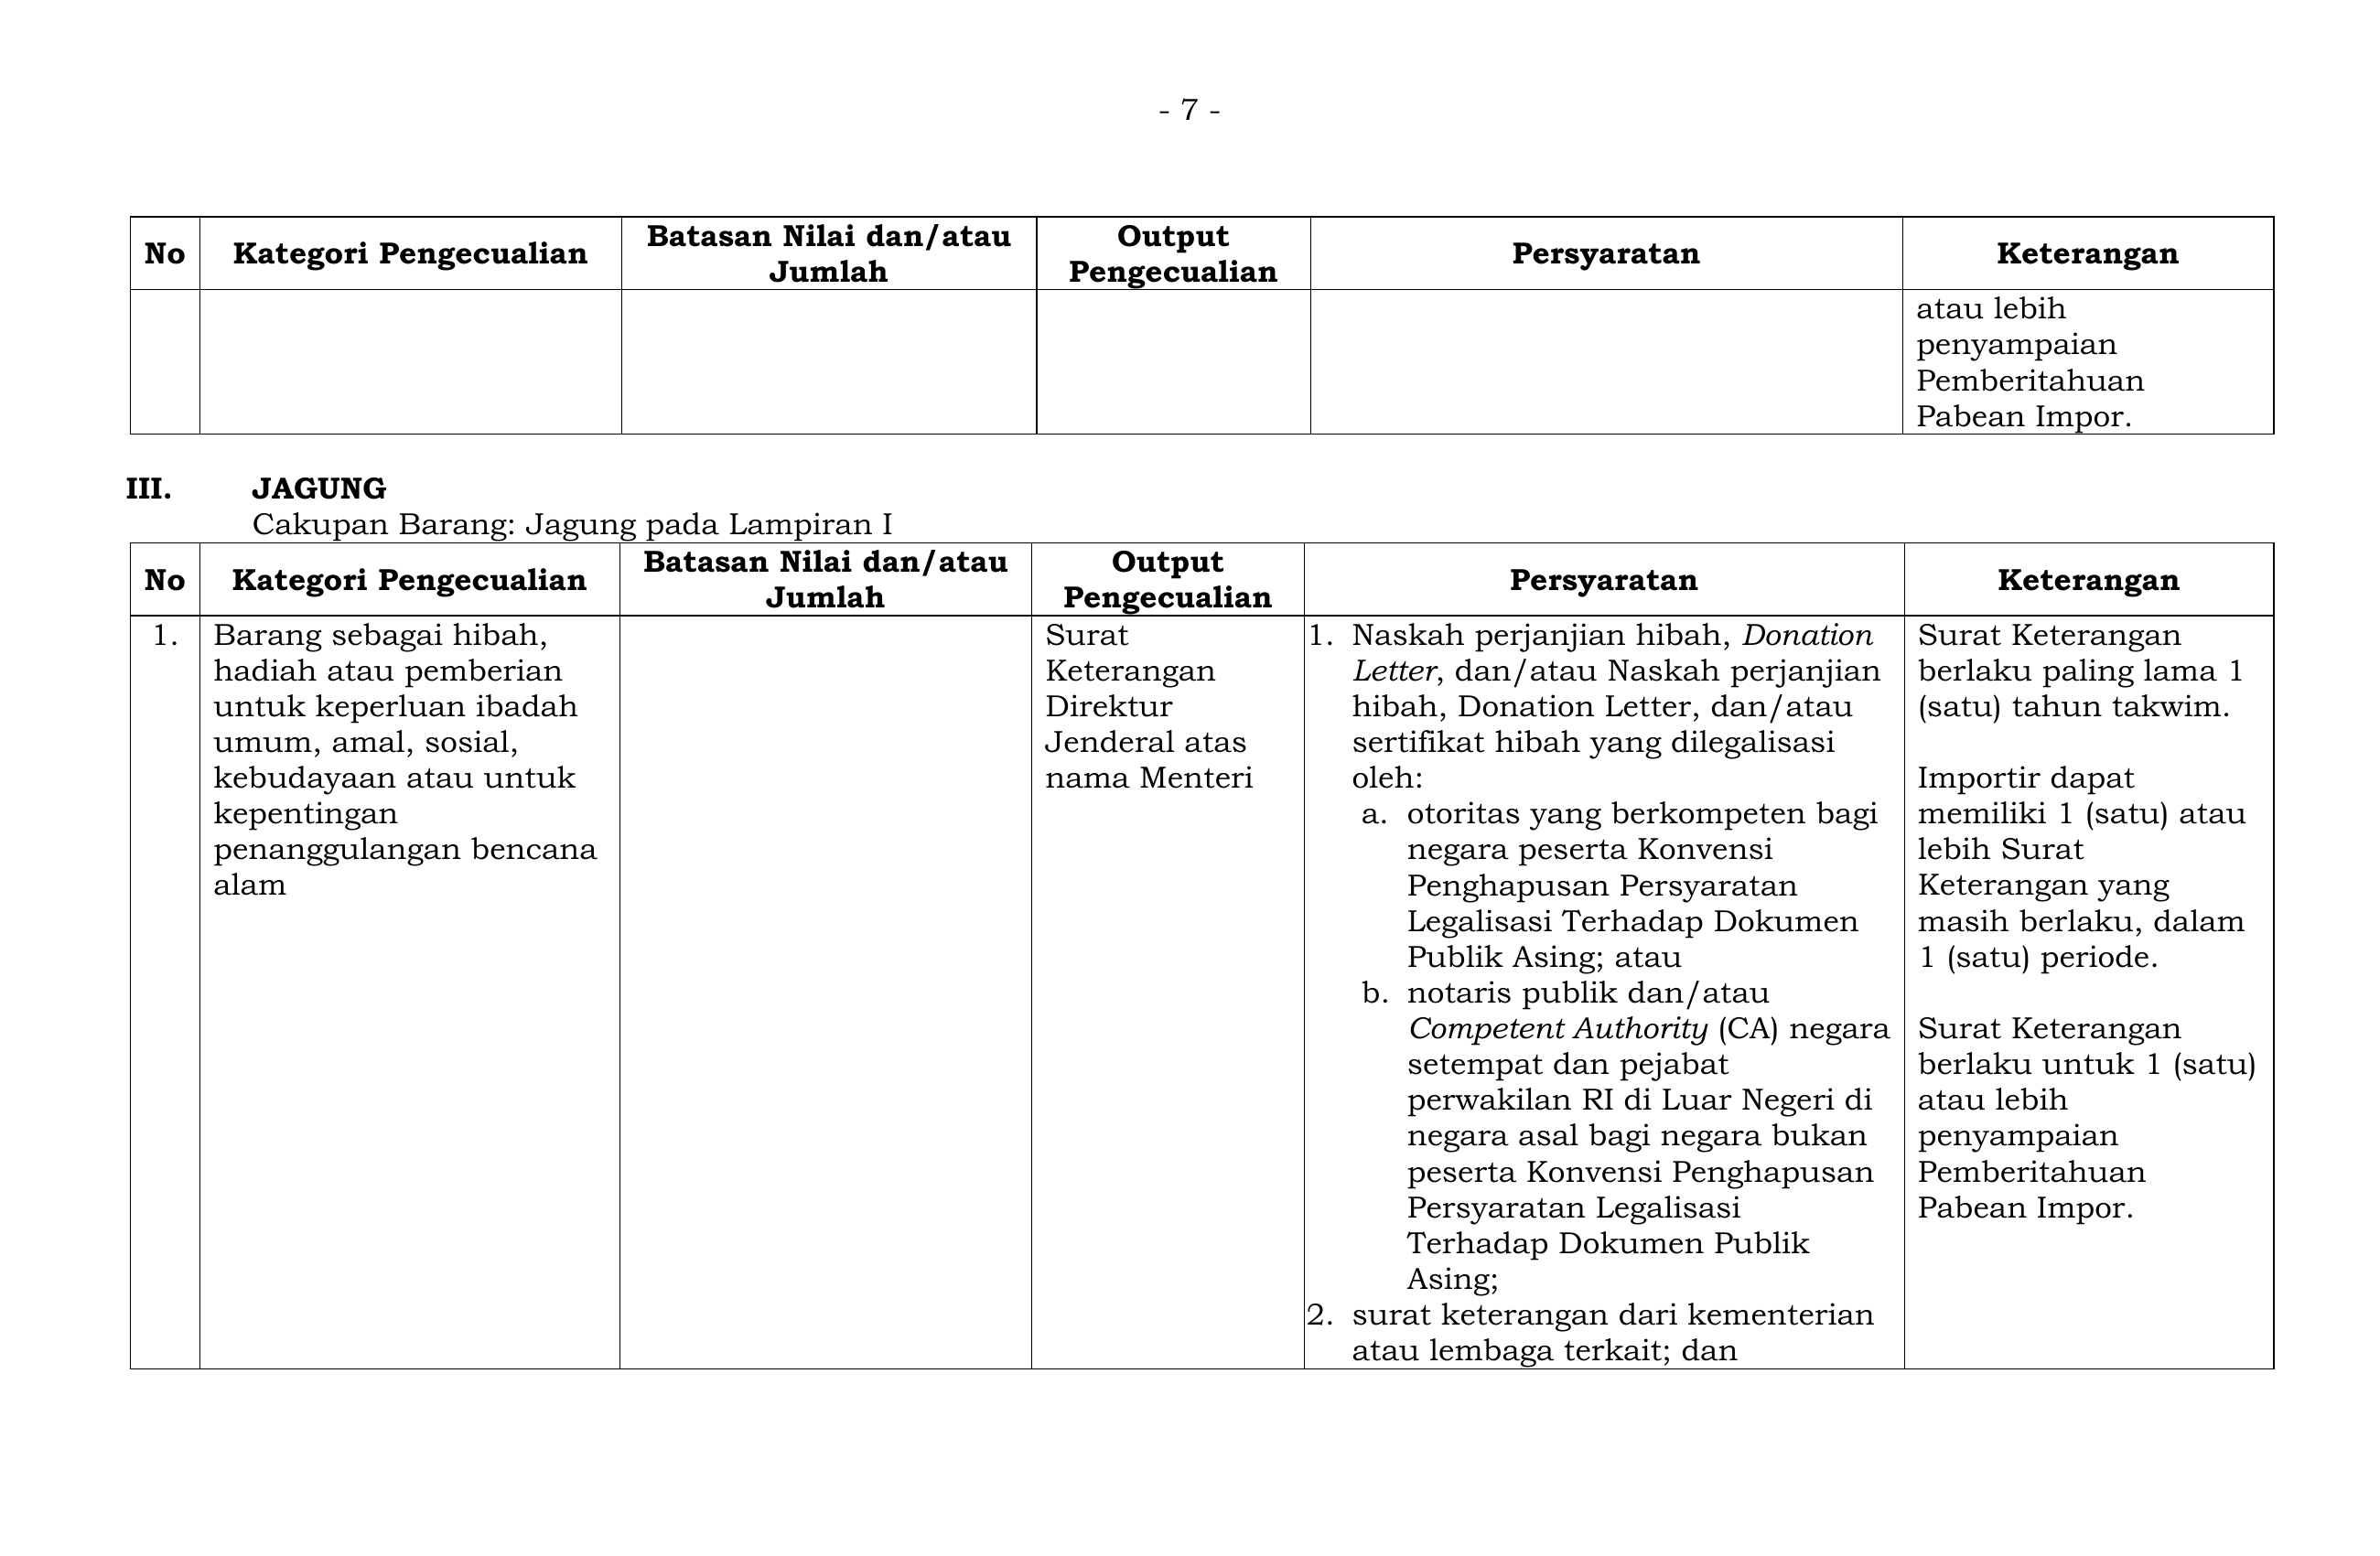 - 7 -
No
Kategori Pengecualian
Batasan Nilai dan/atau
Jumlah
Output
Pengecualian
Persyaratan
Keterangan
atau lebih
penyampaian
Pemberitahuan
Pabean Impor.
III. JAGUNG
Cakupan Barang: Jagung pada Lampiran I
No
Kategori Pengecualian
Batasan Nilai dan/atau
Jumlah
Output
Pengecualian
Persyaratan
Keterangan
1.
Barang sebagai hibah,
hadiah atau pemberian
untuk keperluan ibadah
umum, amal, sosial,
kebudayaan atau untuk
kepentingan
penanggulangan bencana
alam
Surat
Keterangan
Direktur
Jenderal atas
nama Menteri
1. Naskah perjanjian hibah, Donation
Letter, dan/atau Naskah perjanjian
hibah, Donation Letter, dan/atau
sertifikat hibah yang dilegalisasi
oleh:
a. otoritas yang berkompeten bagi
negara peserta Konvensi
Penghapusan Persyaratan
Legalisasi Terhadap Dokumen
Publik Asing; atau
b. notaris publik dan/atau
Competent Authority (CA) negara
setempat dan pejabat
perwakilan RI di Luar Negeri di
negara asal bagi negara bukan
peserta Konvensi Penghapusan
Persyaratan Legalisasi
Terhadap Dokumen Publik
Asing;
2. surat keterangan dari kementerian
atau lembaga terkait; dan
Surat Keterangan
berlaku paling lama 1
(satu) tahun takwim.
Importir dapat
memiliki 1 (satu) atau
lebih Surat
Keterangan yang
masih berlaku, dalam
1 (satu) periode.
Surat Keterangan
berlaku untuk 1 (satu)
atau lebih
penyampaian
Pemberitahuan
Pabean Impor.